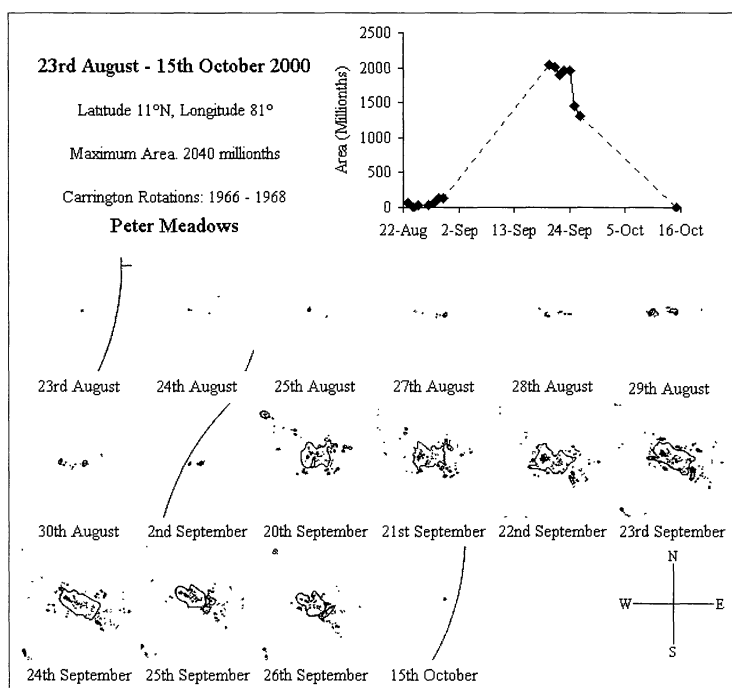 23rd August - 15th October 2000
Latitude 11°N, Longitude 81°
Maximum Area. 2040 millionths
Carrington Rotations: 1966 - 1968
Peter Meadows
Area (Millionths)
2500
2000
1500
1000
500
0
22-Aug 2-Sep 13-Sep 24-Sep 5-Oct 16-Oct
23rd August 24th August 25th August 27th August 28th August 29th August
30th August 2nd September 20th September 21st September 22nd September 23rd September
N
W E
S
24th September 25th September 26th September 15th October